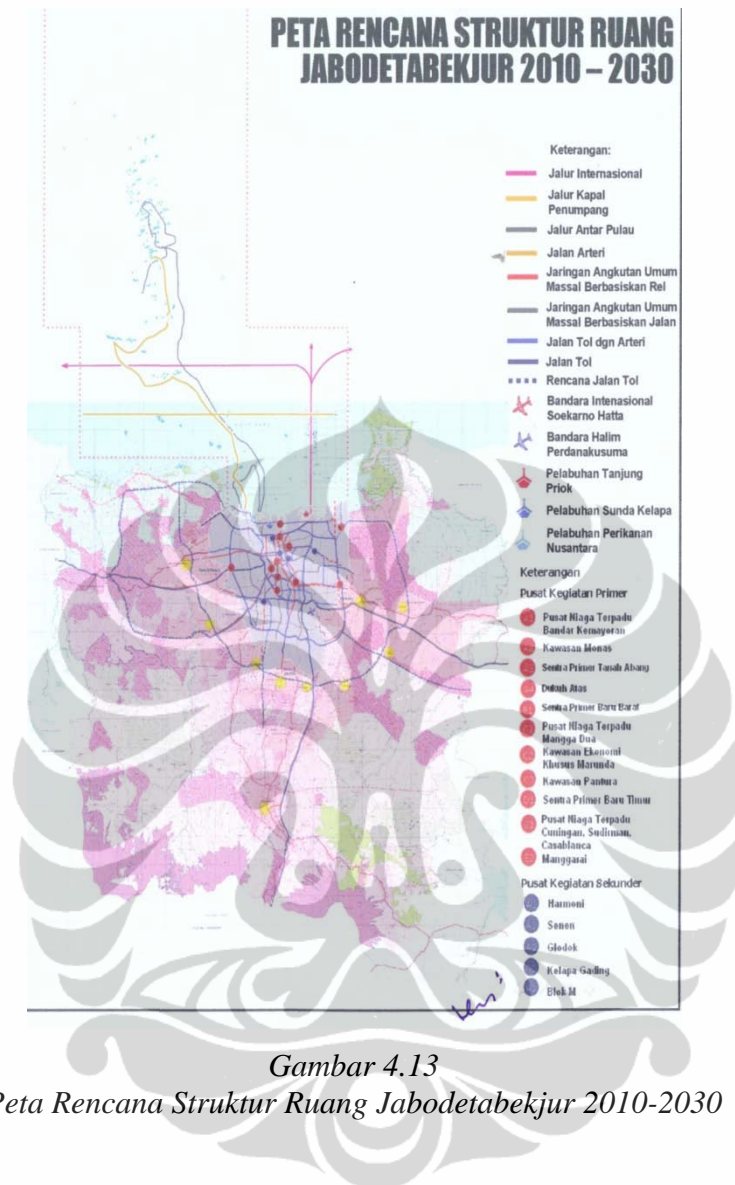 PETA RENCANA STRUKTUR RUANG
JABODETABEKJUR 2010 – 2030
Keterangan:
Jalur Internasional
Jalur Kapal
Penumpang
Jalur Antar Pulau
Jalan Arteri
Jaringan Angkutan Umum
Massal Berbasiskan Rel
Jaringan Angkutan Umum
Massal Berbasiskan Jalan
Jalan Tol dgn Arteri
Jalan Tol
Rencana Jalan Tol
Bandara Intenasional
Soekarno Hatta
Bandara Halim
Perdanakusuma
Pelabuhan Tanjung
Priok
Pelabuhan Sunda Kelapa
Pelabuhan Perikanan
Nusantara
Keterangan
Pusat Kegiatan Primer
Pusat Niaga Terpadu
Bandar Kemayoran
Kawasan Monas
Sentra Primer Tanah Abang
Dukuh Atas
Sentra Primer Baru Barat
Pusat Niaga Terpadu
Mangga Dua
Kawasan Ekonomi
Khusus Marunda
Kawasan Pantura
Sentra Primer Baru Timur
Pusat Niaga Terpadu
Cuningan, Sudirman,
Casablanca
Manggarai
Pusat Kegiatan Sekunder
Harmoni
Senen
Glodok
Kelapa Gading
Blok M
Gambar 4.13
Peta Rencana Struktur Ruang Jabodetabekjur 2010-2030